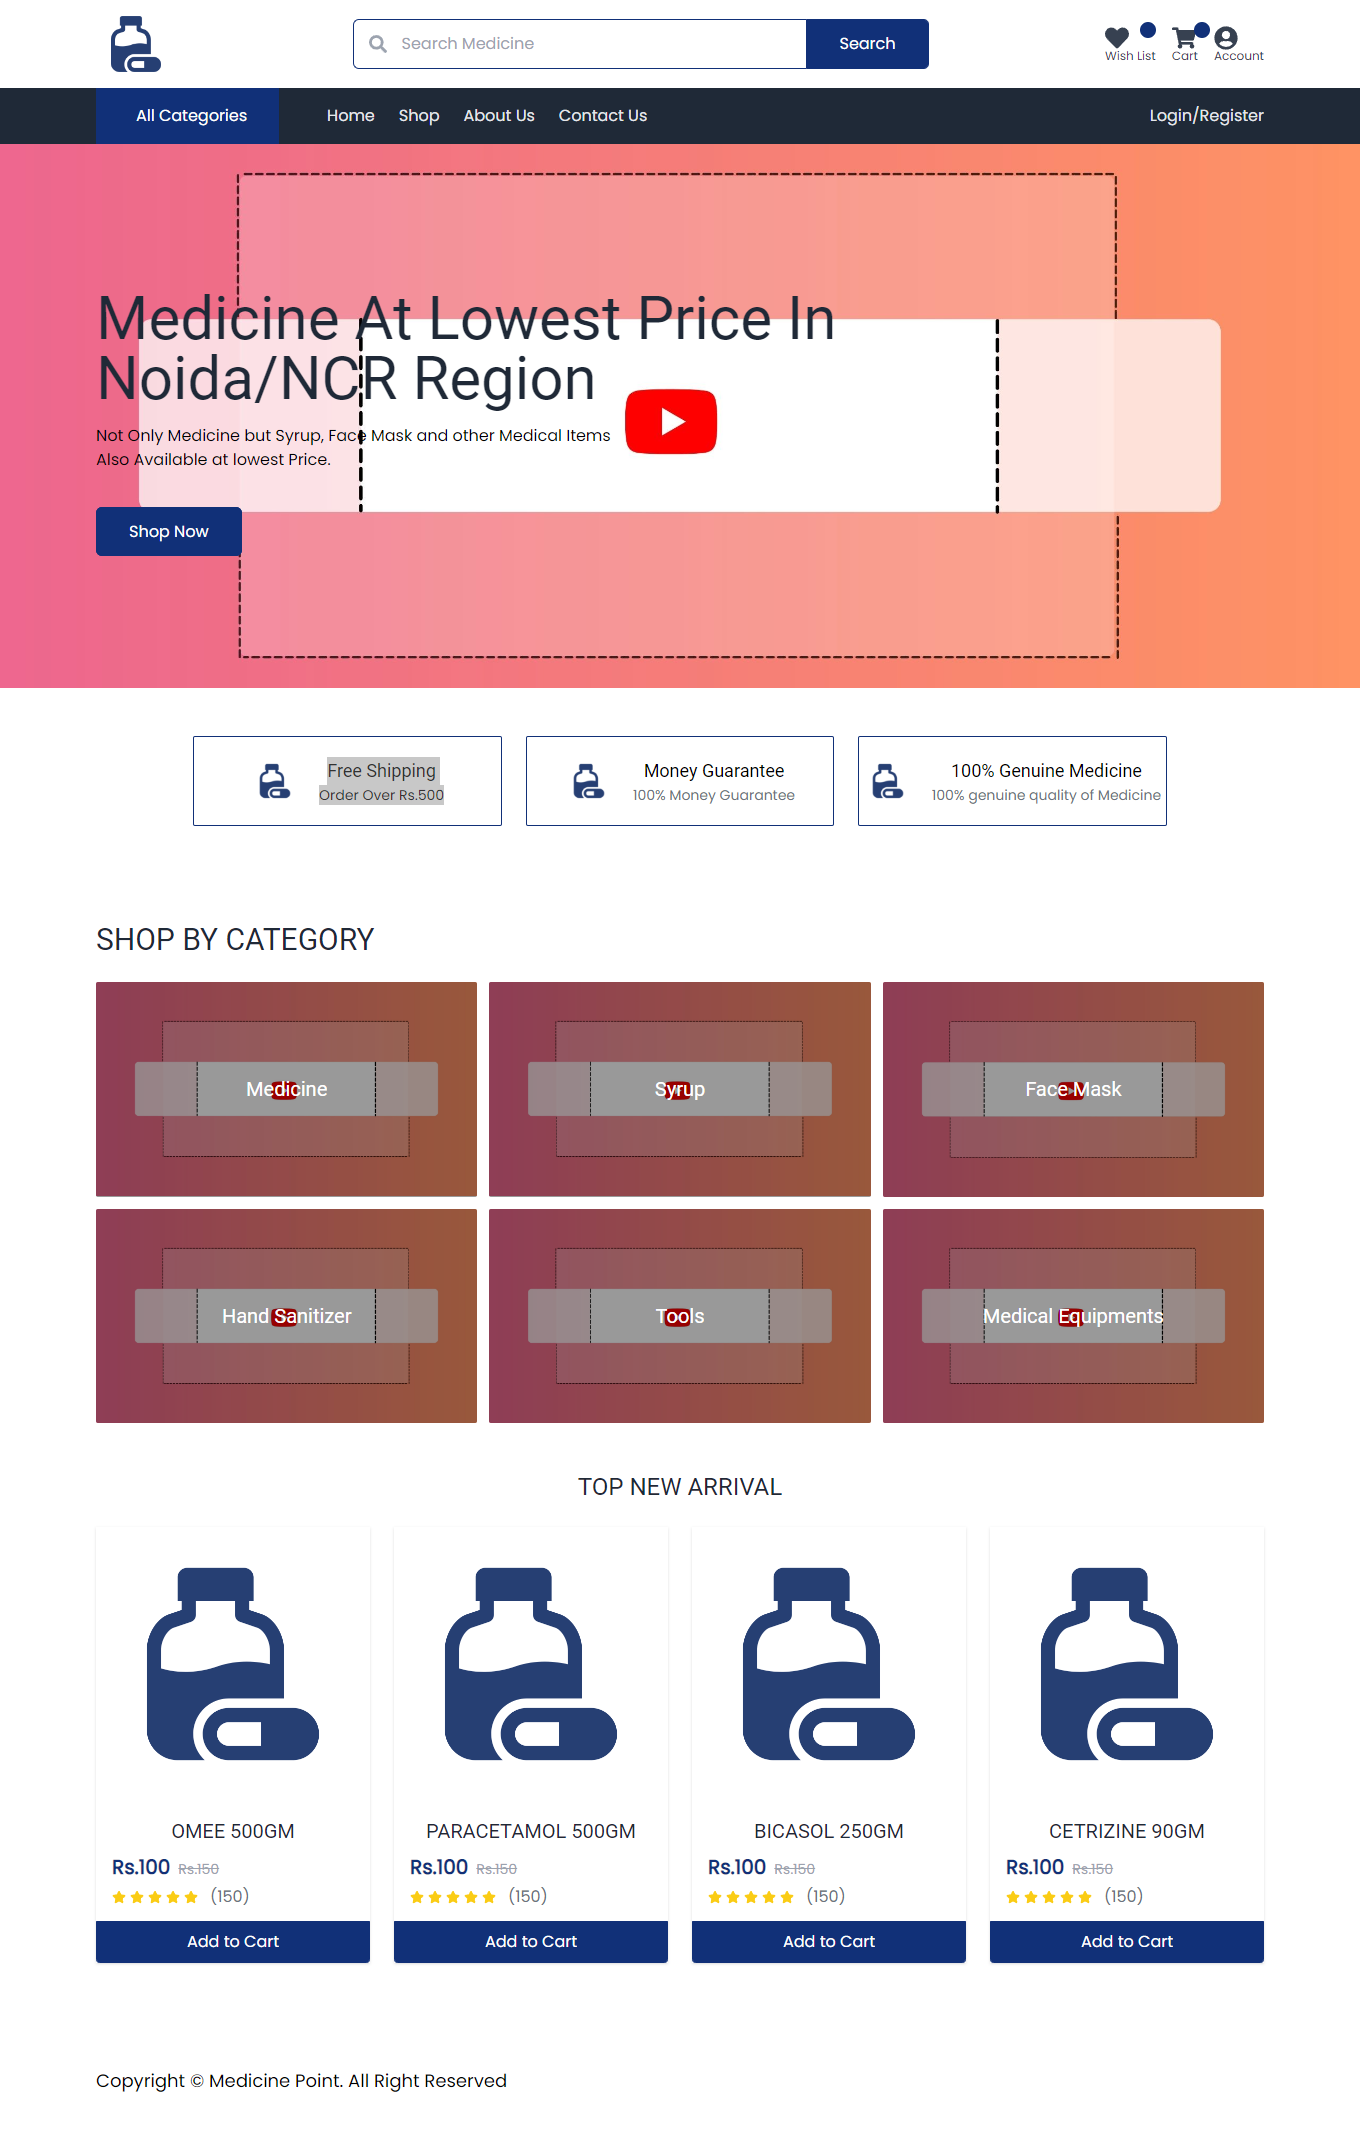 Search Medicine
Search
Wish List
Cart
Account
All Categories
Home
Shop
About Us
Contact Us
Login/Register
Medicine At Lowest Price In
Noida/NCR Region
Not Only Medicine but Syrup, Face Mask and other Medical Items
Also Available at lowest Price.
Shop Now
Free Shipping
Order Over Rs.500
Money Guarantee
100% Money Guarantee
100% Genuine Medicine
100% genuine quality of Medicine
SHOP BY CATEGORY
Medicine
Syrup
Face Mask
Hand Sanitizer
Tools
Medical Equipments
TOP NEW ARRIVAL
OMEE 500GM
Rs.100 Rs.150
(150)
Add to Cart
PARACETAMOL 500GM
Rs.100 Rs.150
(150)
Add to Cart
BICASOL 250GM
Rs.100 Rs.150
(150)
Add to Cart
CETRIZINE 90GM
Rs.100 Rs.150
(150)
Add to Cart
Copyright © Medicine Point. All Right Reserved